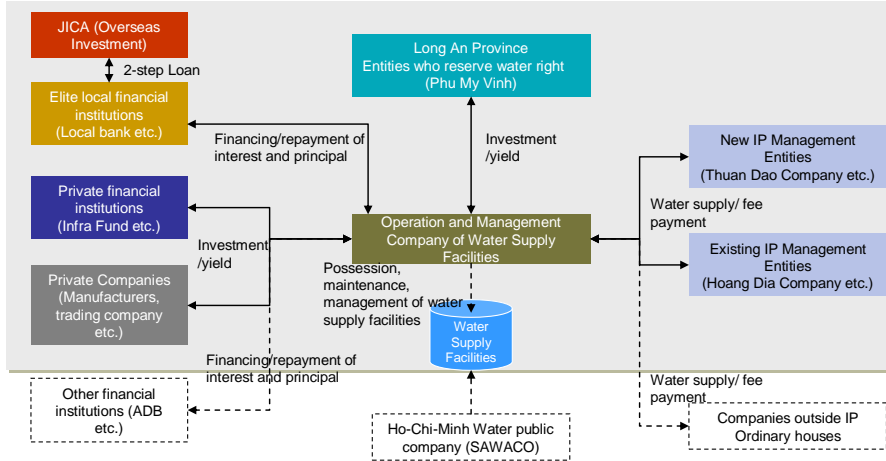 JICA (Overseas
Investment)
2-step Loan
Elite local financial
institutions
(Local bank etc.)
Long An Province
Entities who reserve water right
(Phu My Vinh)
Financing/repayment of
interest and principal
Investment
/yield
New IP Management
Entities
(Thuan Dao Company etc.)
Private financial
institutions
(Infra Fund etc.)
Water supply/ fee
payment
Operation and Management
Company of Water Supply
Facilities
Investment
/yield
Existing IP Management
Entities
(Hoang Dia Company etc.)
Private Companies
(Manufacturers,
trading company
etc.)
Possession,
maintenance,
management of water
supply facilities
Water
Supply
Facilities
Financing/repayment of
interest and principal
Water supply/ fee
payment
Other financial
institutions (ADB
etc.)
Ho-Chi-Minh Water public
company (SAWACO)
Companies outside IP
Ordinary houses